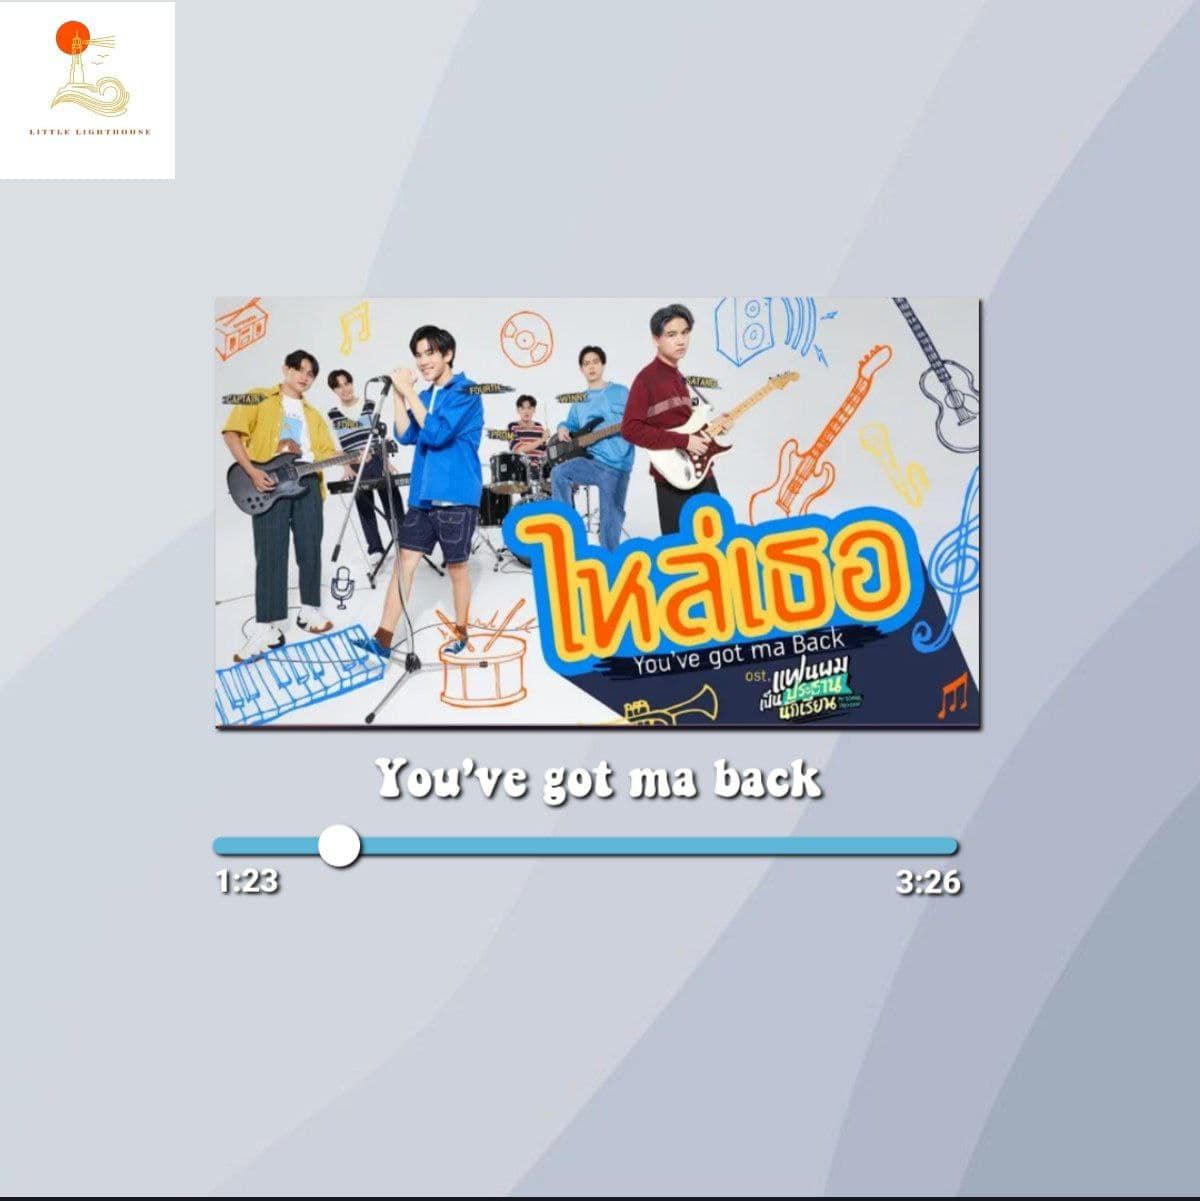 LITTLE LIGHTHOUSE
CAPTAIN
FORD
FOURTH
PROM
WINNY
SATANG
ไหล่เธอ
You've got ma Back
ost. แฟนผม
เป็นประธาน
นักเรียน
You've got ma back
1:23
3:26